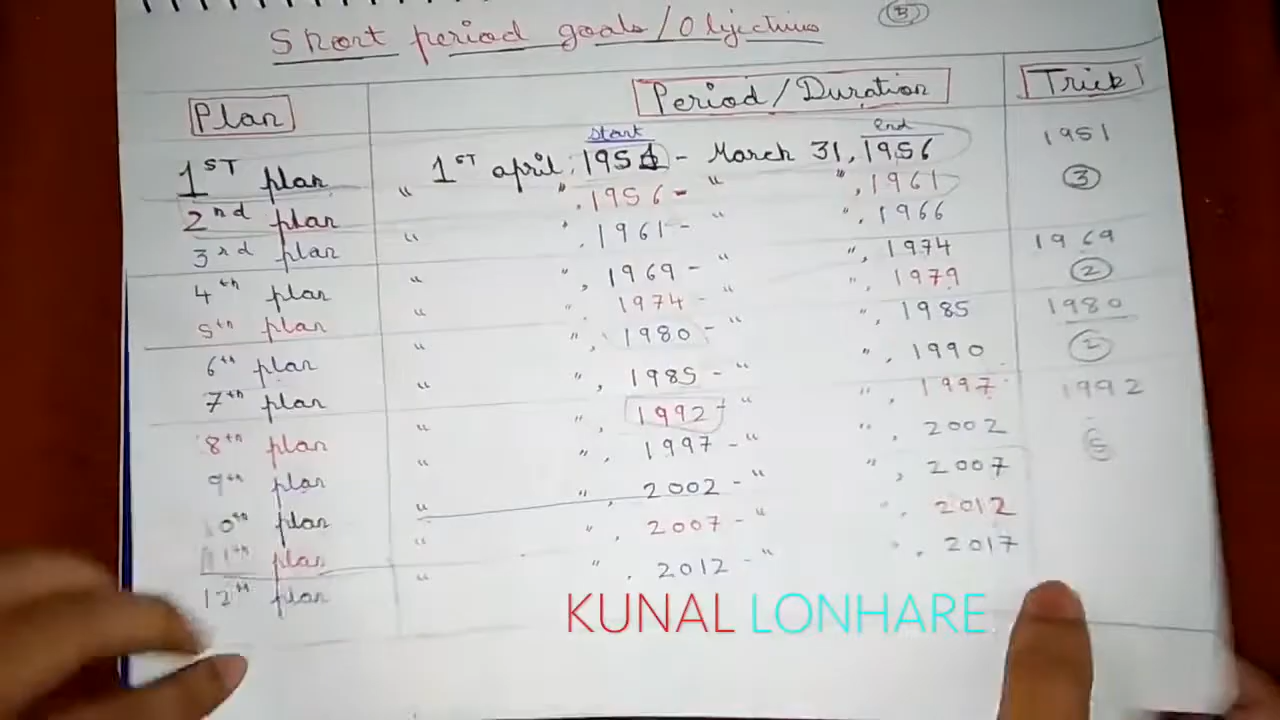 Short period goals/Objectives
3
Plan Period/Duration Trick
start end
1ST plan 1ST april, 1951 - March 31, 1956 1951
2nd plan " ", 1956 - " ", 1961 3
3rd plan " ", 1961 - " ", 1966
4th plan " ", 1969 - " ", 1974 1969
5th plan " ", 1974 - " ", 1979 2
6th plan " ", 1980 - " ", 1985 1980
7th plan " ", 1985 - " ", 1990 2
8th plan " ", 1992 - " ", 1997 1992
9th plan " ", 1997 - " ", 2002 5
10th plan " ", 2002 - " ", 2007
11th plan " ", 2007 - " ", 2012
12th plan " ", 2012 - " ", 2017
KUNAL LONHARE